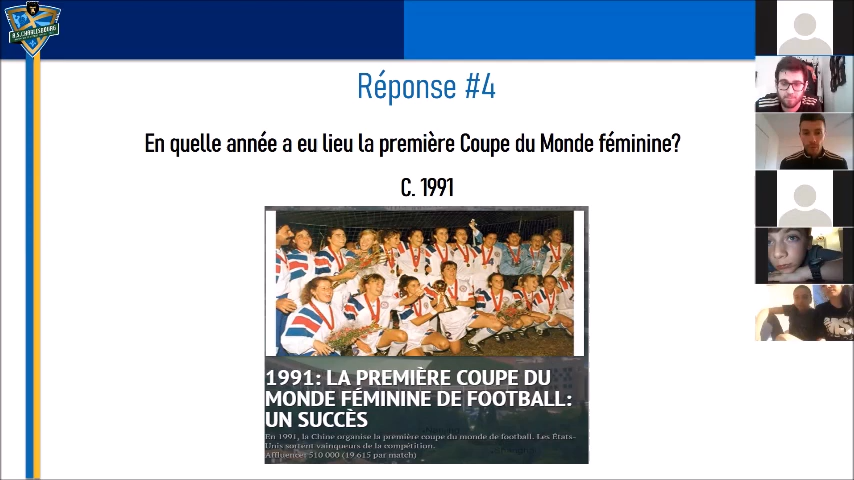 A.S. CHARLESBOURG
Réponse #4
En quelle année a eu lieu la première Coupe du Monde féminine?
C. 1991
1991: LA PREMIÈRE COUPE DU
MONDE FÉMININE DE FOOTBALL:
UN SUCCÈS
En 1991, la Chine organise la première coupe du monde de football. Les États-
Unis sortent vainqueurs de la compétition.
Affluence: 510 000 (19 615 par match)